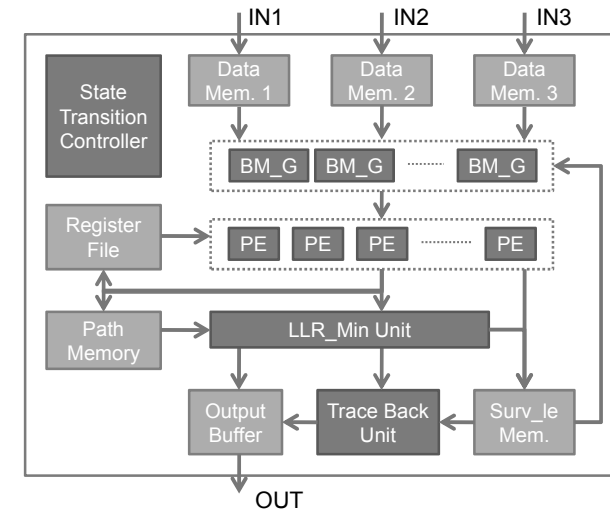 IN1 IN2 IN3
State
Transition
Controller
Data
Mem. 1
Data
Mem. 2
Data
Mem. 3
BM_G BM_G BM_G
Register
File
PE PE PE PE
Path
Memory
LLR_Min Unit
Output
Buffer
Trace Back
Unit
Surv_le
Mem.
OUT